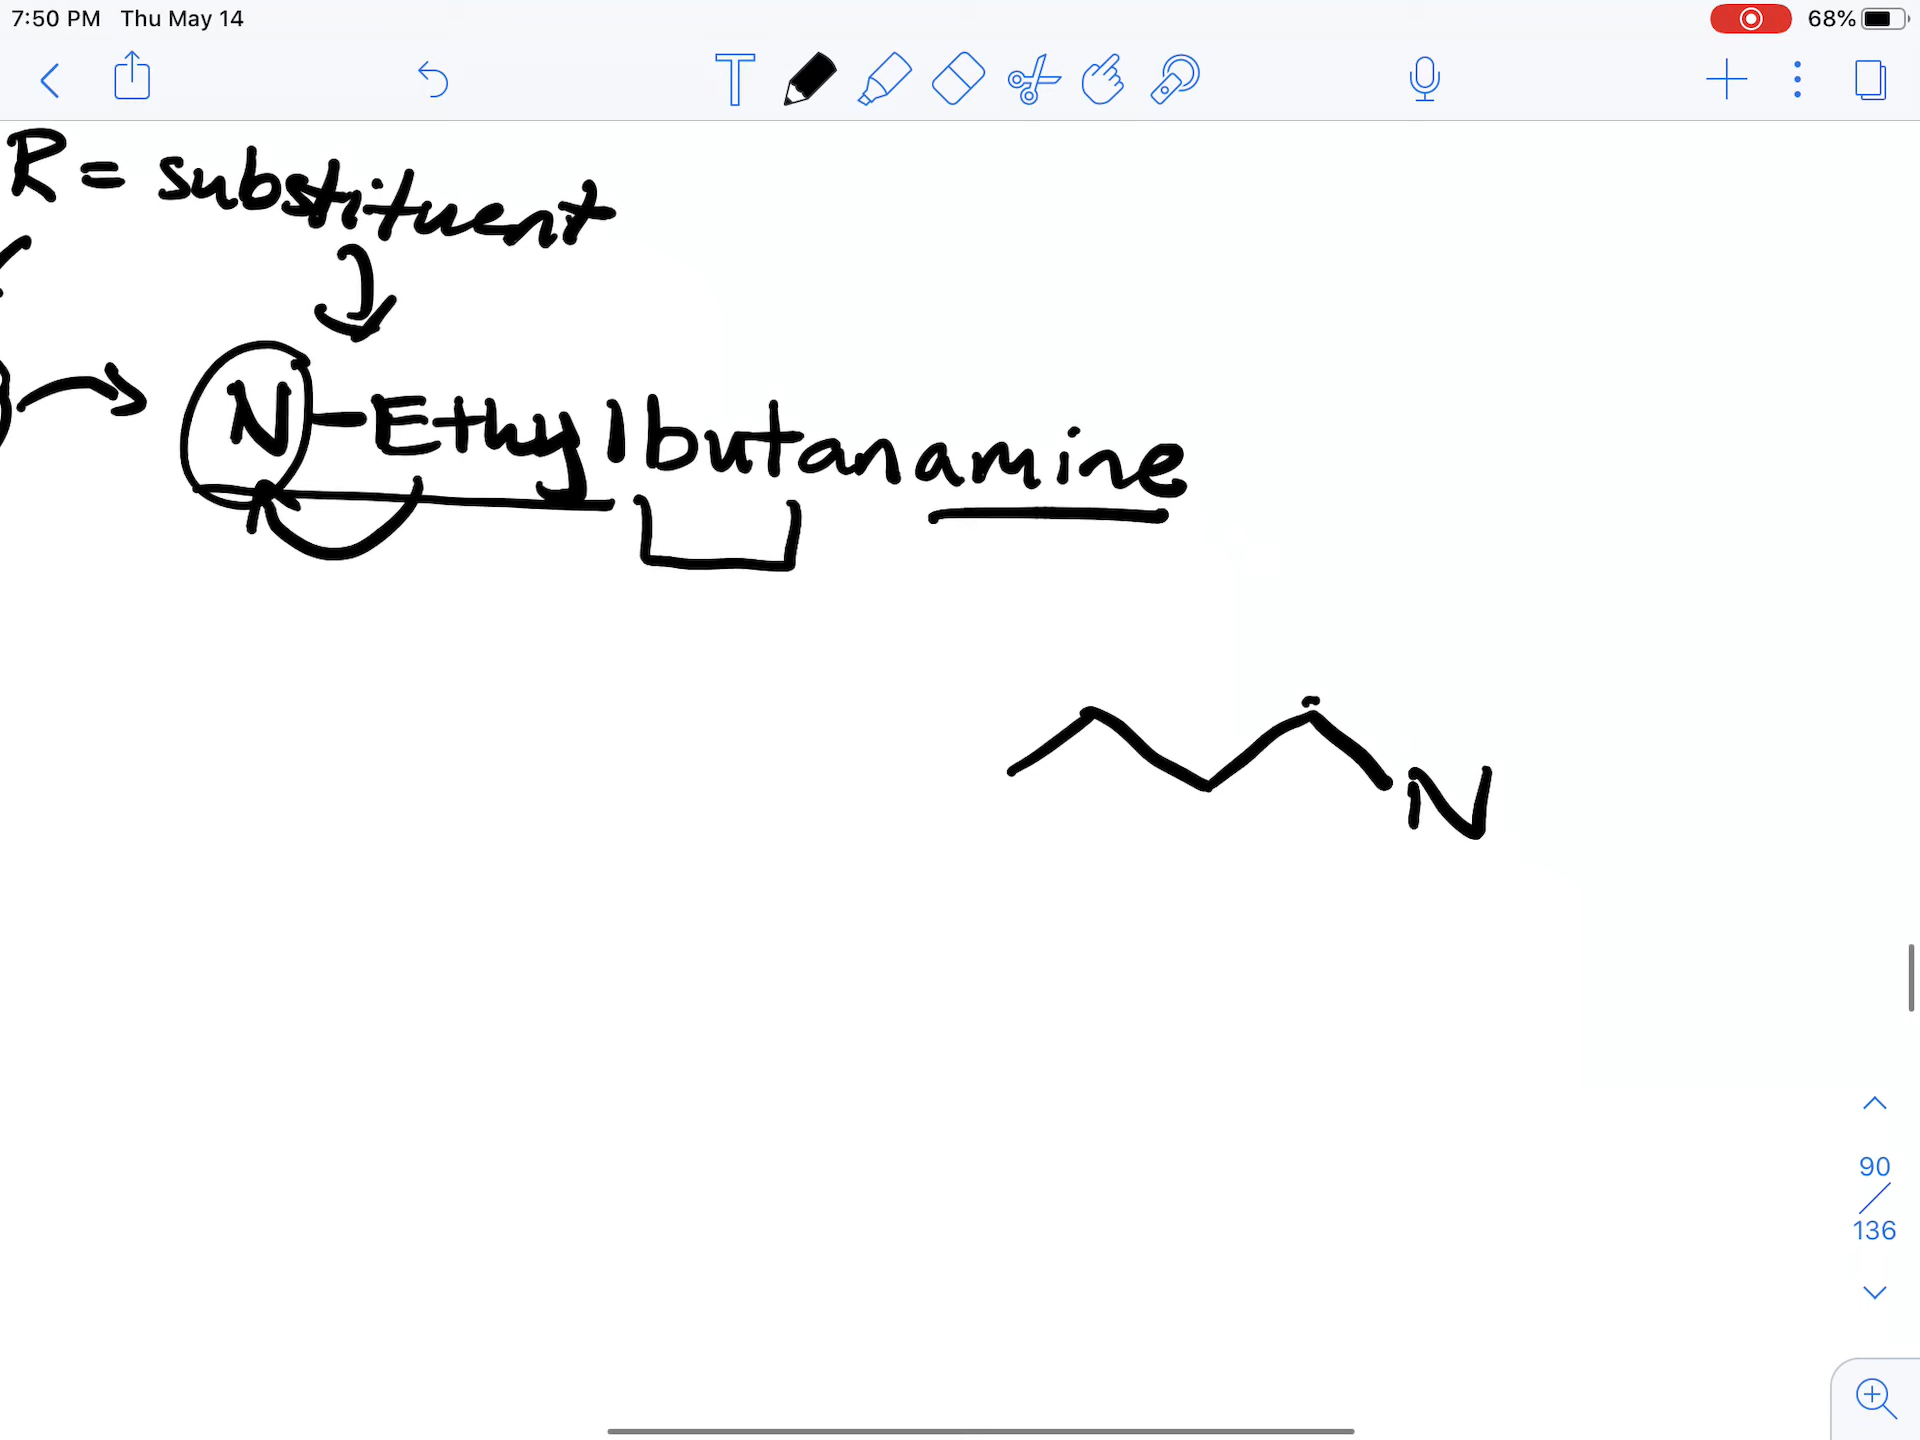 7:50 PM Thu May 14
68%
T
R = substituent
N-Ethylbutanamine
N
90
136